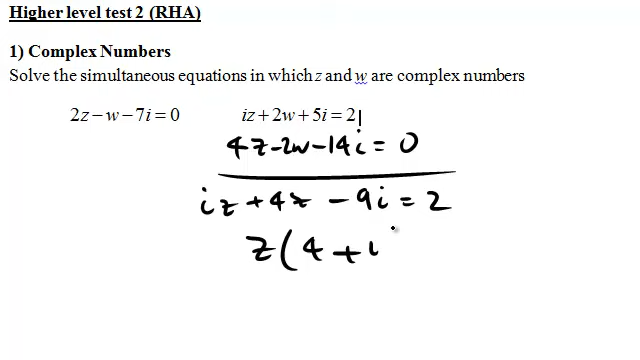 Higher level test 2 (RHA)
1) Complex Numbers
Solve the simultaneous equations in which z and w are complex numbers
2z – w – 7i = 0 iz + 2w + 5i = 2
4z - 2w - 14i = 0
iz + 4z - 9i = 2
z(4 + i